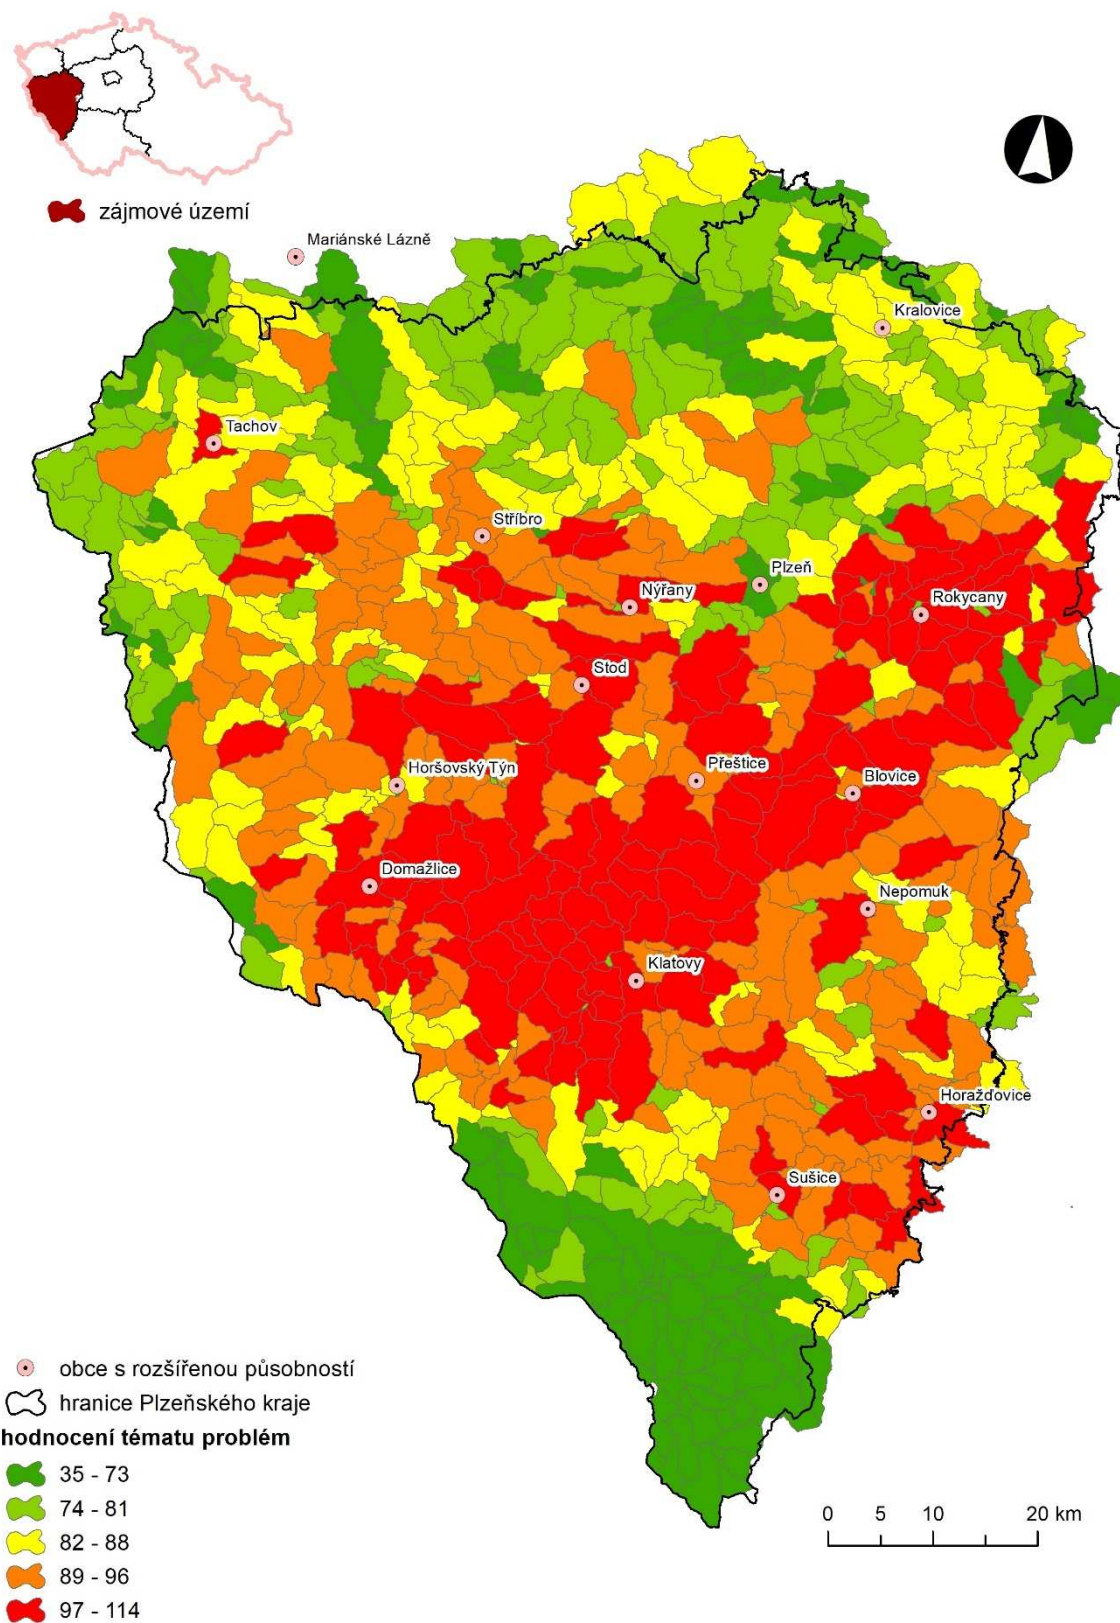 zájmové území
Mariánské Lázně
Kralovice
Tachov
Stříbro
Plzeň
Nýřany
Rokycany
Stod
Přeštice
Horšovský Týn
Blovice
Domažlice
Nepomuk
Klatovy
Horažďovice
Sušice
obce s rozšířenou působností
hranice Plzeňského kraje
hodnocení tématu problém
35 - 73
74 - 81
82 - 88
89 - 96
97 - 114
0 5 10 20 km